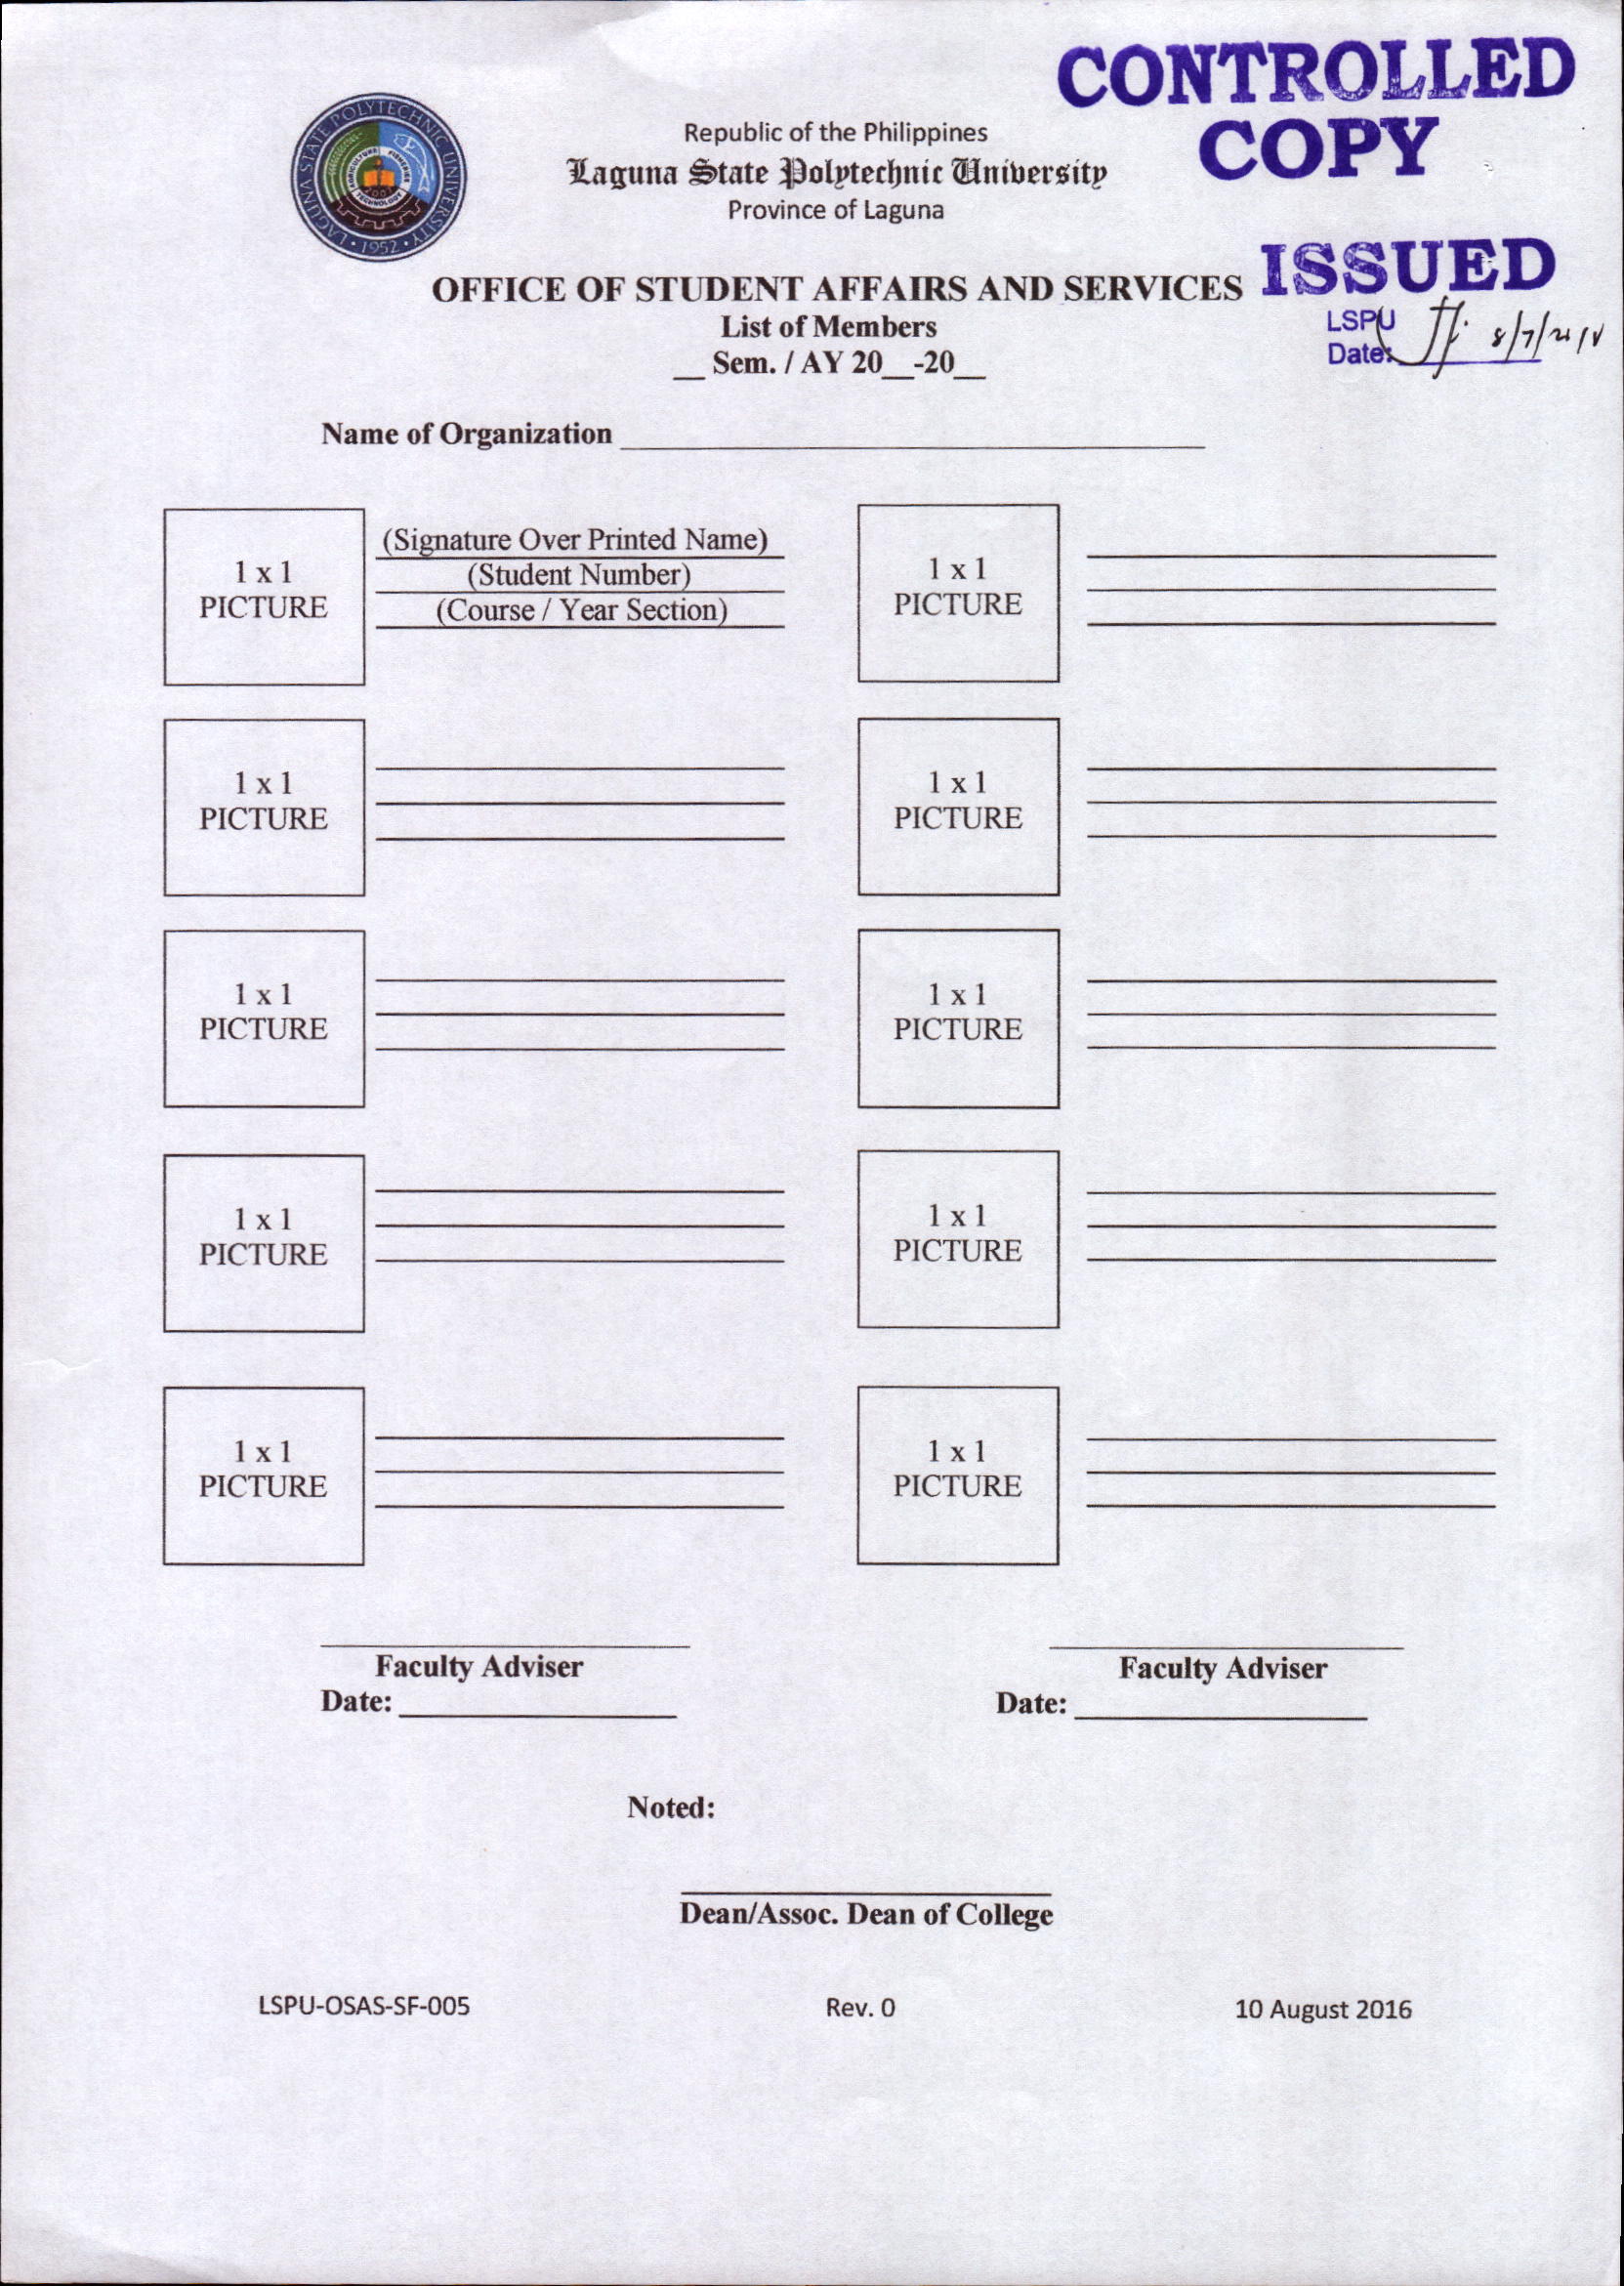 CONTROLLED
COPY
LAGUNA STATE POLYTECHNIC UNIVERSITY
AGRICULTURE FISHERIES
TECHNOLOGY
1952
Republic of the Philippines
Laguna State Polytechnic University
Province of Laguna
ISSUED
LSPU
Date: 8/7/
OFFICE OF STUDENT AFFAIRS AND SERVICES
List of Members
__ Sem. / AY 20__-20__
Name of Organization ____________________
1 x 1
PICTURE
(Signature Over Printed Name)
(Student Number)
(Course / Year Section)
1 x 1
PICTURE
1 x 1
PICTURE
1 x 1
PICTURE
1 x 1
PICTURE
1 x 1
PICTURE
1 x 1
PICTURE
1 x 1
PICTURE
1 x 1
PICTURE
1 x 1
PICTURE
Faculty Adviser
Date: ____________________
Faculty Adviser
Date: ____________________
Noted:
Dean/Assoc. Dean of College
LSPU-OSAS-SF-005 Rev. 0 10 August 2016